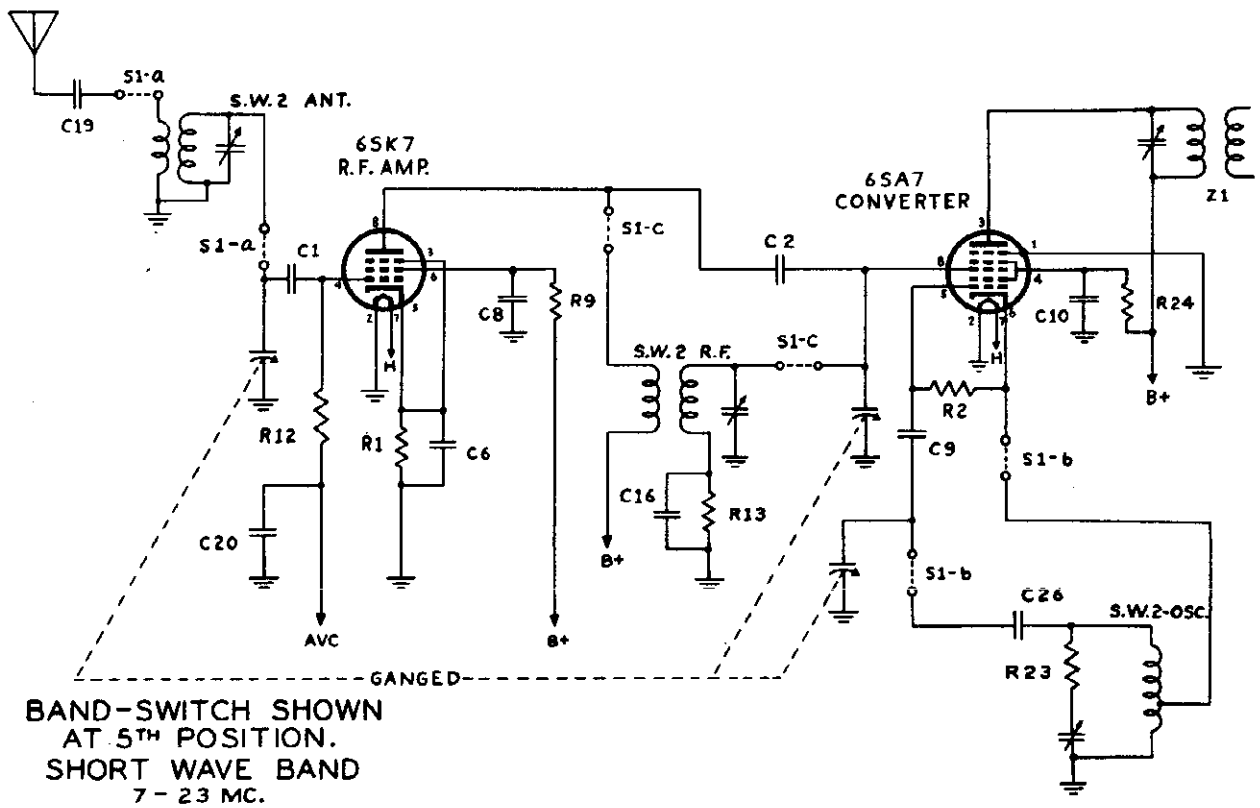 S1-a
C19
S.W.2 ANT.
6SK7
R.F. AMP.
6SA7
CONVERTER
Z1
S1-a
C1
8
3
6
4
2
7
5
S1-C
C2
3
1
8
4
5
2
7
6
C8
R9
C10
R24
H
H
S.W.2 R.F.
S1-C
B+
R12
R1
C6
R2
C9
S1-b
C16
R13
C20
B+
S1-b
C26
S.W.2-OSC.
AVC
B+
R23
GANGED
BAND-SWITCH SHOWN
AT 5TH POSITION.
SHORT WAVE BAND
7-23 MC.